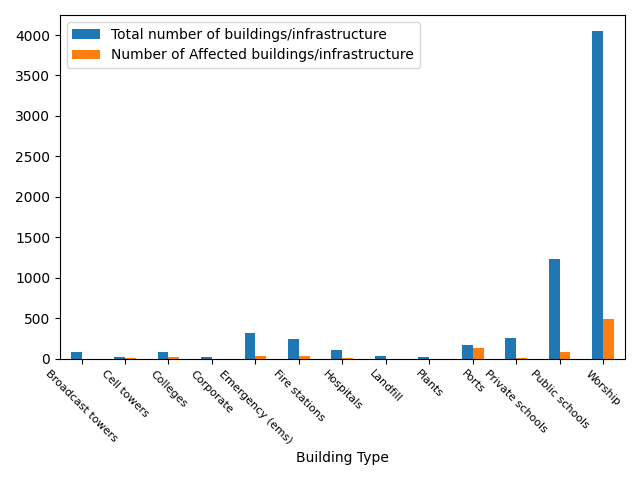 Total number of buildings/infrastructure
Number of Affected buildings/infrastructure
4000
3500
3000
2500
2000
1500
1000
500
0
Broadcast towers
Cell towers
Colleges
Corporate
Emergency (ems)
Fire stations
Hospitals
Landfill
Plants
Ports
Private schools
Public schools
Worship
Building Type